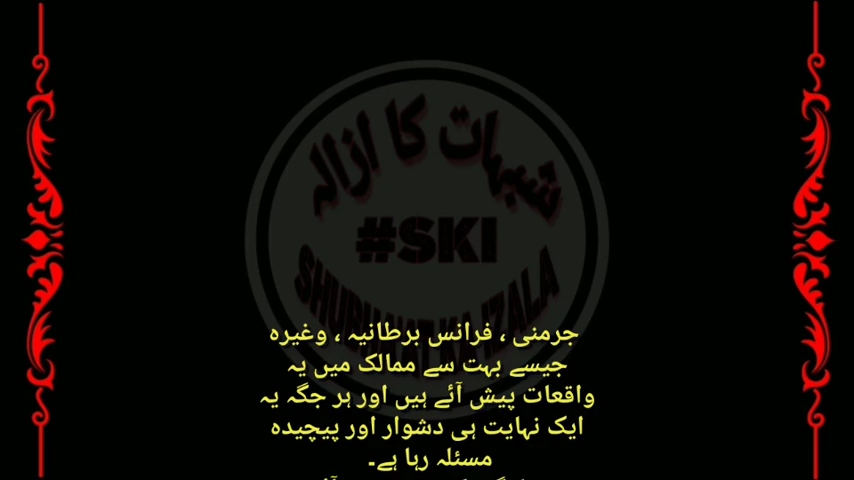 شبہات کا ازالہ
#SKI
SHUBHAT KA IZALA
جرمنی ، فرانس برطانیہ ، وغیرہ
جیسے بہت سے ممالک میں یہ
واقعات پیش آئے ہیں اور ہر جگہ یہ
ایک نہایت ہی دشوار اور پیچیدہ
مسئلہ رہا ہے۔